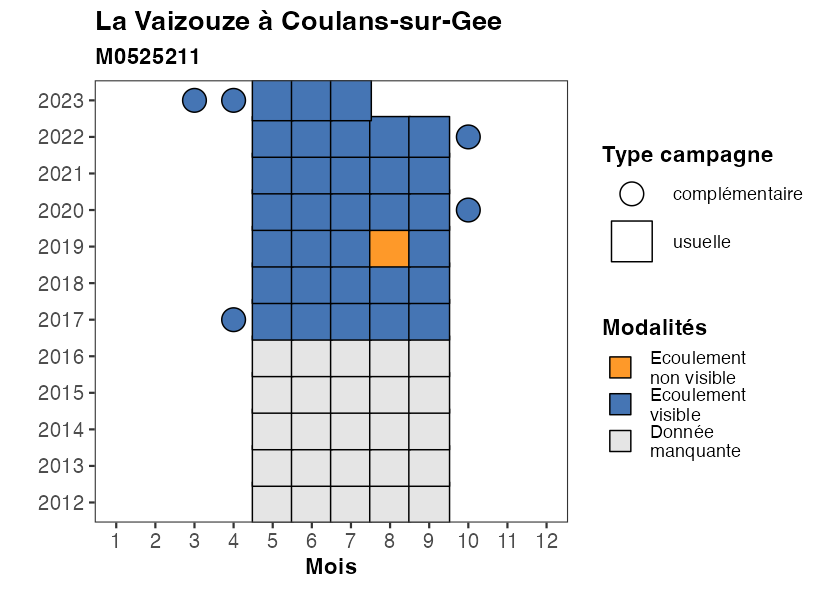 La Vaizouze à Coulans-sur-Gee
M0525211
2023
2022
2021
2020
2019
2018
2017
2016
2015
2014
2013
2012
1 2 3 4 5 6 7 8 9 10 11 12
Mois
Type campagne
complémentaire
usuelle
Modalités
Ecoulement
non visible
Ecoulement
visible
Donnée
manquante